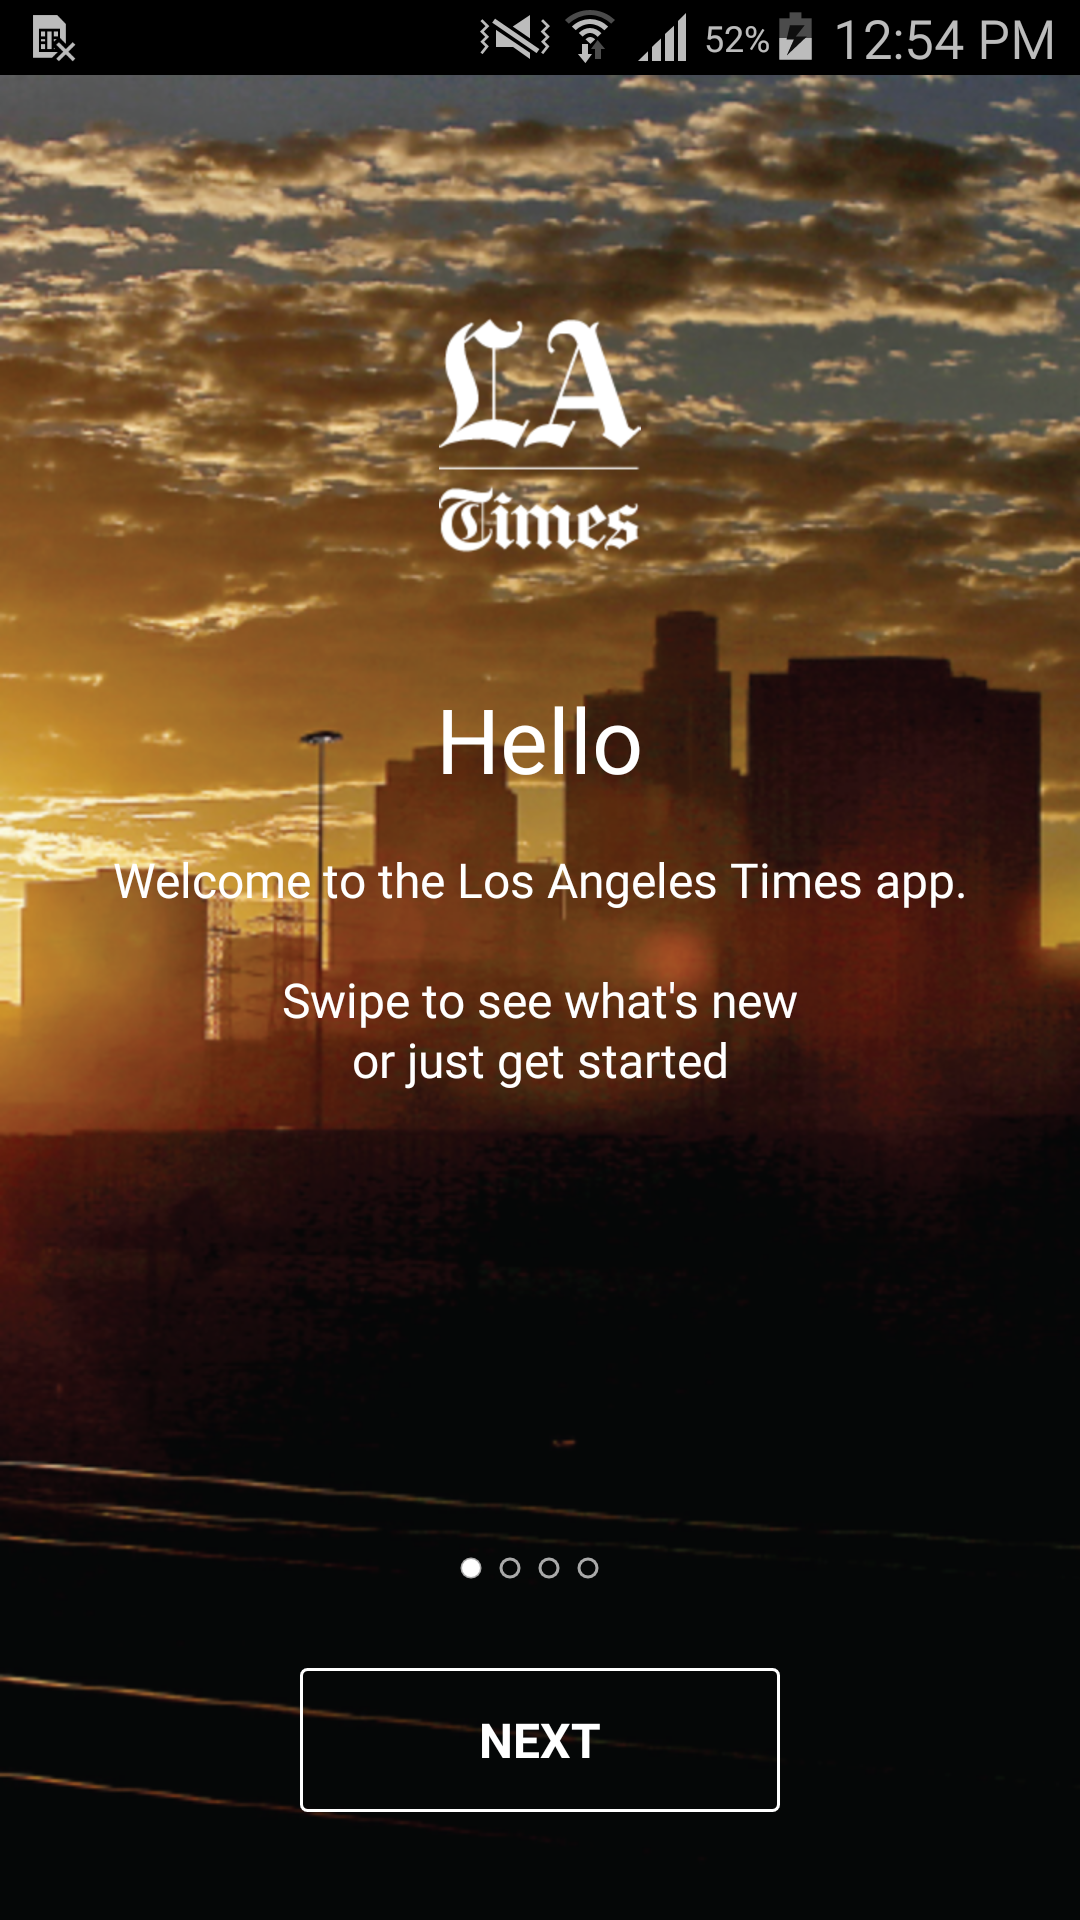 52% 12:54 PM
LA
Times
Hello
Welcome to the Los Angeles Times app.
Swipe to see what's new
or just get started
NEXT